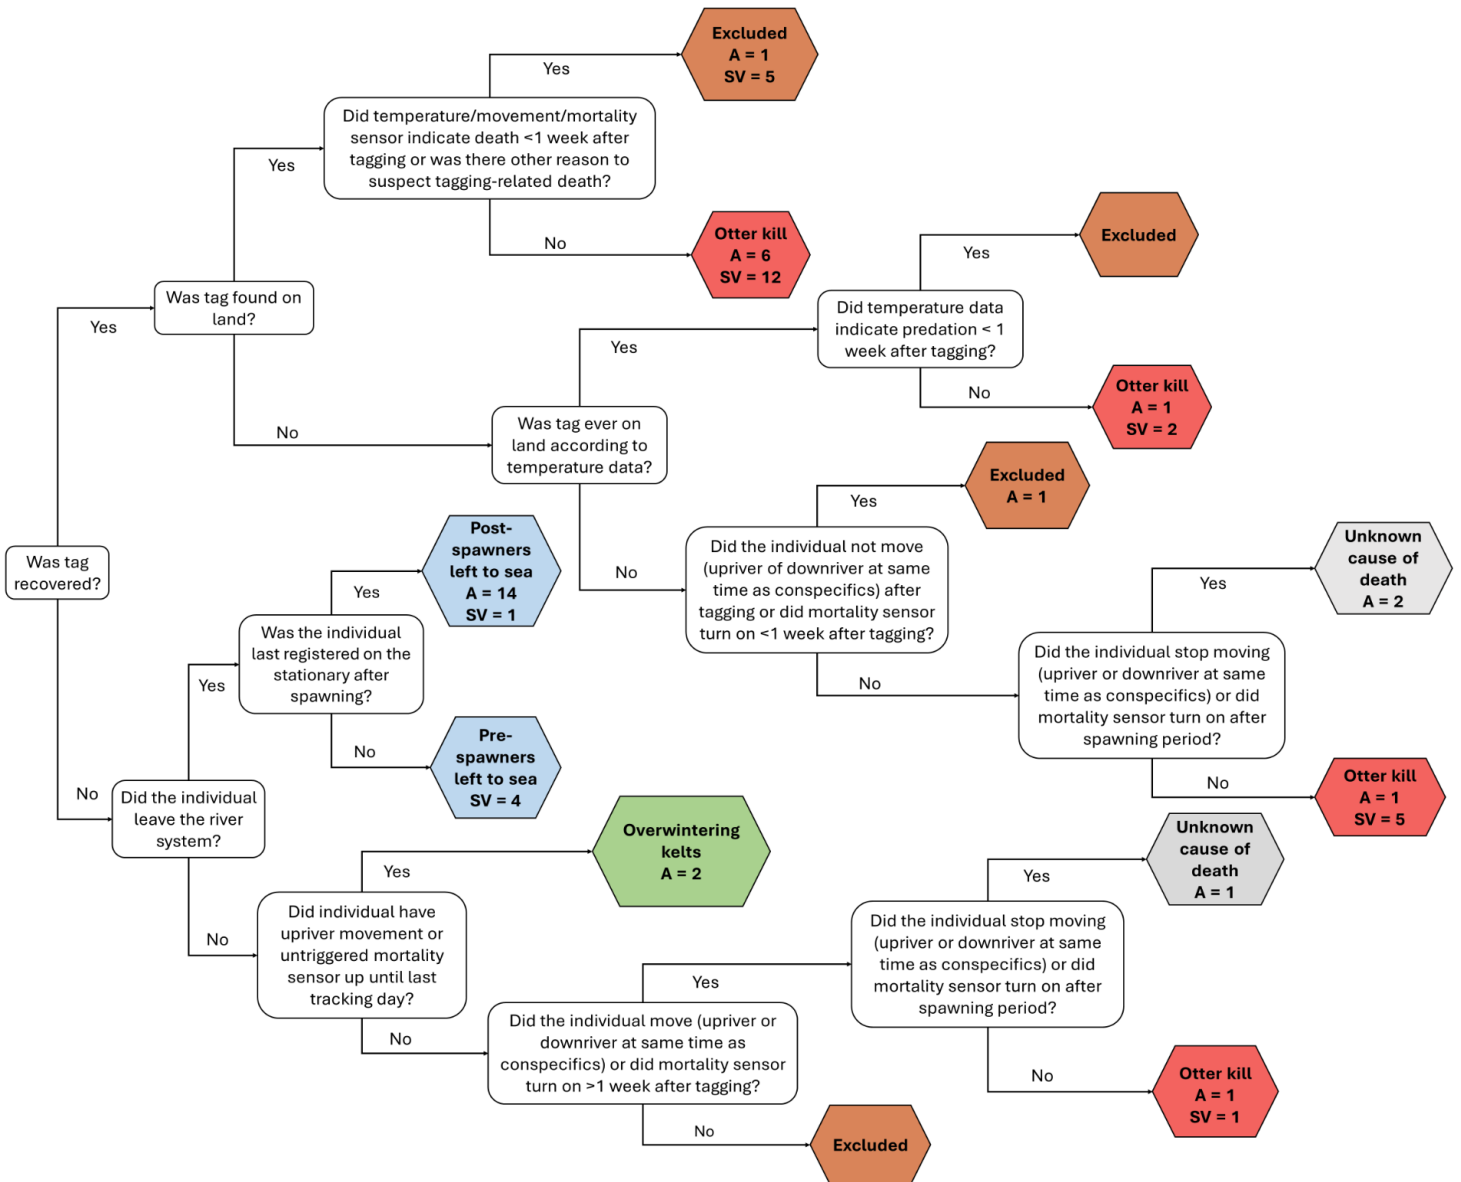 Excluded
A = 1
SV = 5
Yes
Did temperature/movement/mortality
sensor indicate death <1 week after
tagging or was there other reason to
suspect tagging-related death?
Yes
No
Otter kill
A = 6
SV = 12
Excluded
Yes
Was tag found on
land?
Yes
Did temperature data
indicate predation < 1
week after tagging?
Yes
No
Otter kill
A = 1
SV = 2
No
Was tag ever on
land according to
temperature data?
Excluded
A = 1
Yes
Was tag
recovered?
Post-
spawners
left to sea
A = 14
SV = 1
Yes
No
Did the individual not move
(upriver of downriver at same
time as conspecifics) after
tagging or did mortality sensor
turn on <1 week after tagging?
Unknown
cause of
death
A = 2
Yes
Was the individual
last registered on the
stationary after
spawning?
Yes
No
Did the individual stop moving
(upriver or downriver at same
time as conspecifics) or did
mortality sensor turn on after
spawning period?
No
Pre-
spawners
left to sea
SV = 4
No
Otter kill
A = 1
SV = 5
No
Did the individual
leave the river
system?
Overwintering
kelts
A = 2
Yes
Unknown
cause of
death
A = 1
Yes
No
Did individual have
upriver movement or
untriggered mortality
sensor up until last
tracking day?
Did the individual stop moving
(upriver or downriver at same
time as conspecifics) or did
mortality sensor turn on after
spawning period?
Yes
No
Did the individual move (upriver or
downriver at same time as
conspecifics) or did mortality sensor
turn on >1 week after tagging?
No
Otter kill
A = 1
SV = 1
No
Excluded